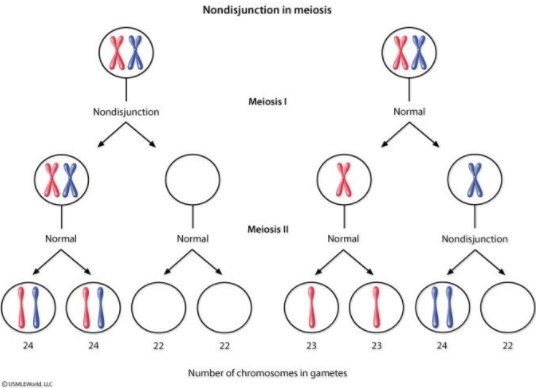 Nondisjunction in meiosis
Meiosis I
Nondisjunction
Normal
Meiosis II
Normal
Normal
Normal
Nondisjunction
24
24
22
22
23
23
24
22
Number of chromosomes in gametes
©USMLEWorld, LLC